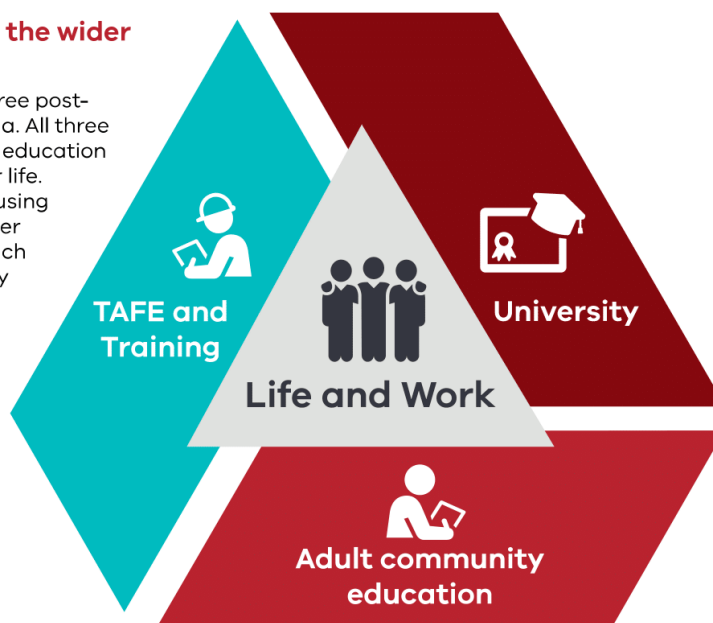 the wider
ree post-
a. All three
education
life.
using
er
ch
y
TAFE and
Training
University
Life and Work
Adult community
education